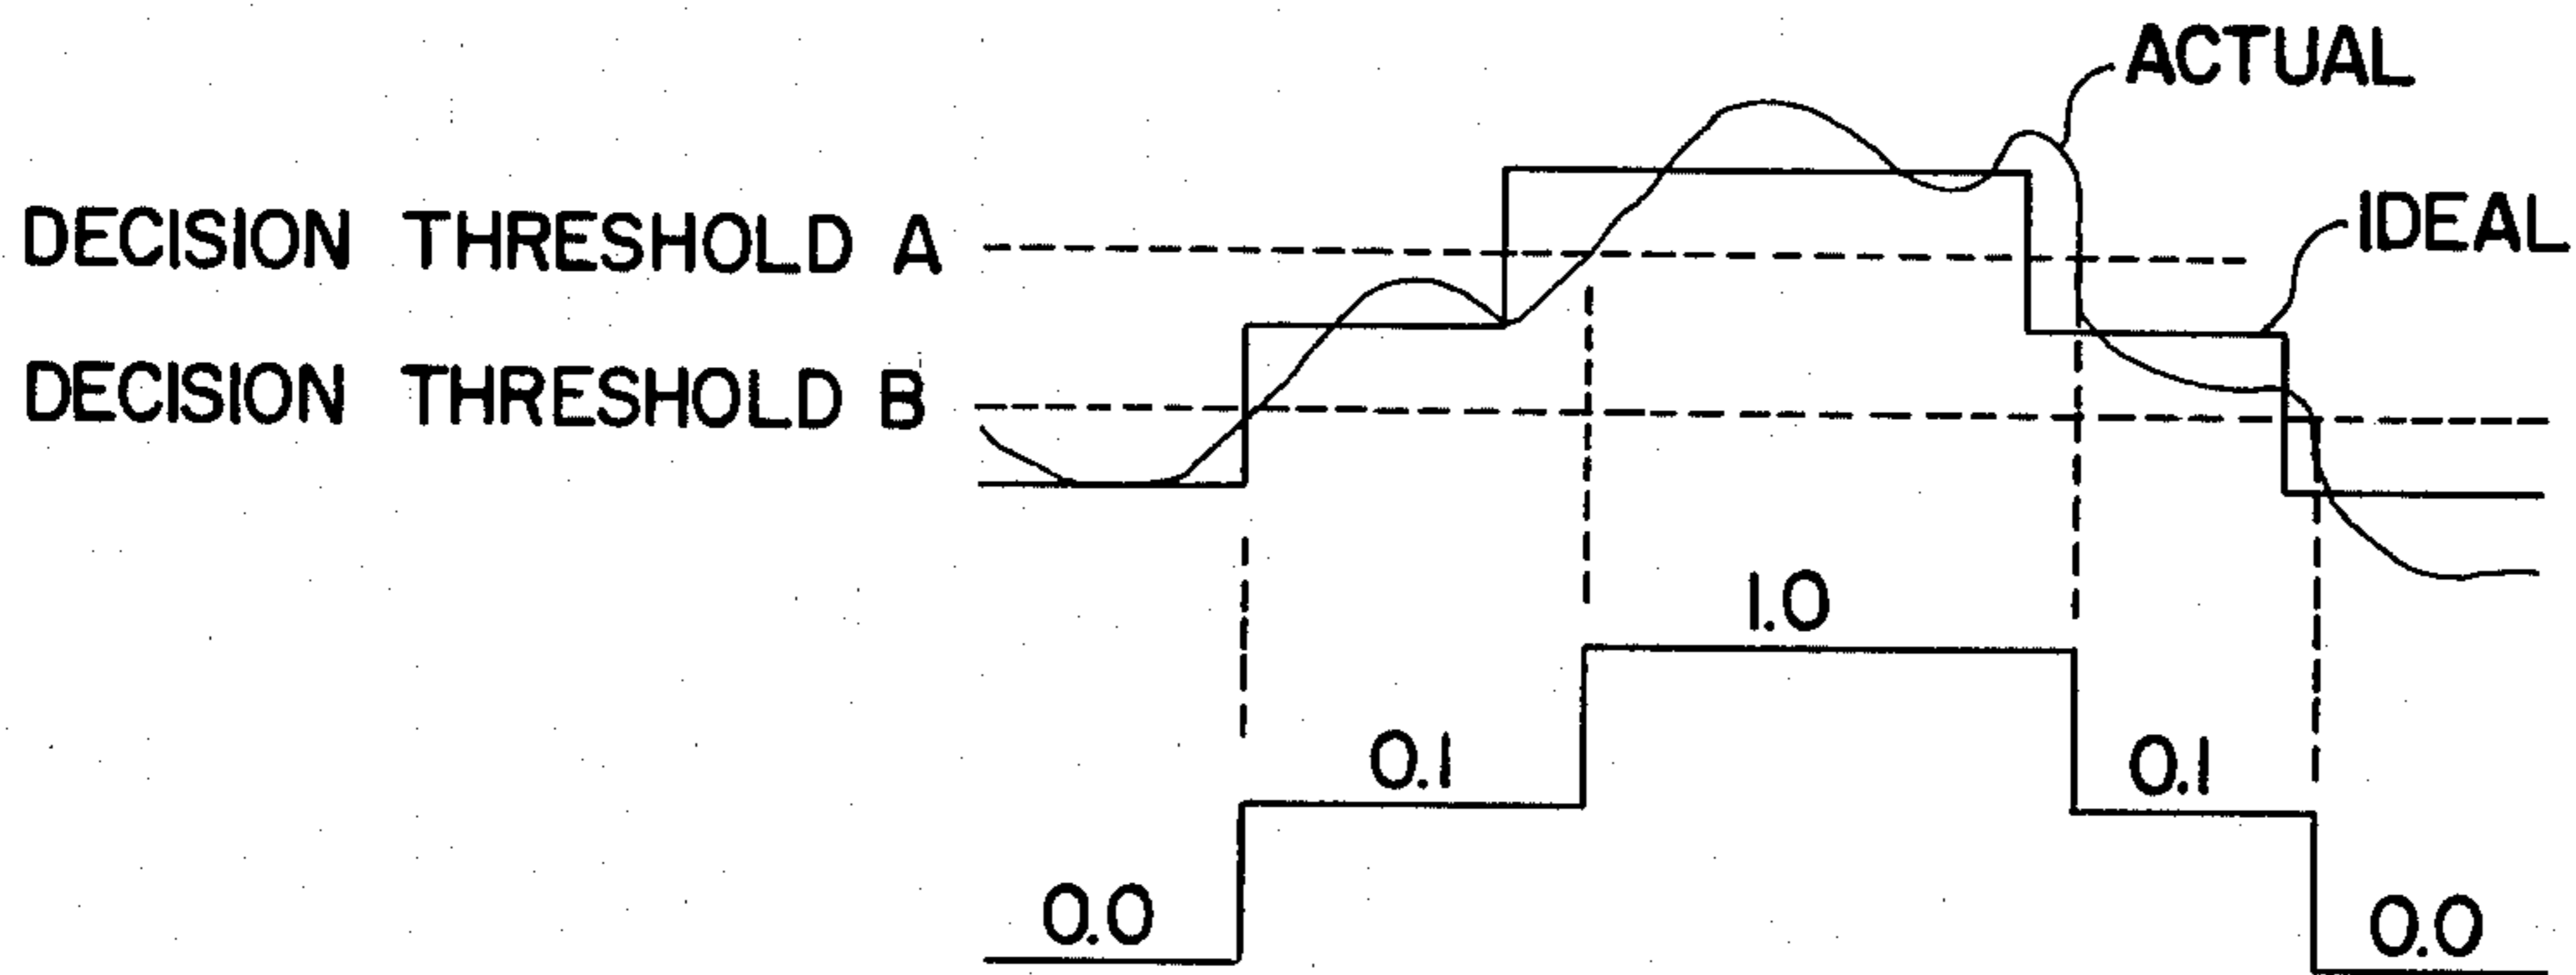 ACTUAL
DECISION THRESHOLD A
IDEAL
DECISION THRESHOLD B
1.0
0.1
0.1
0.0
0.0